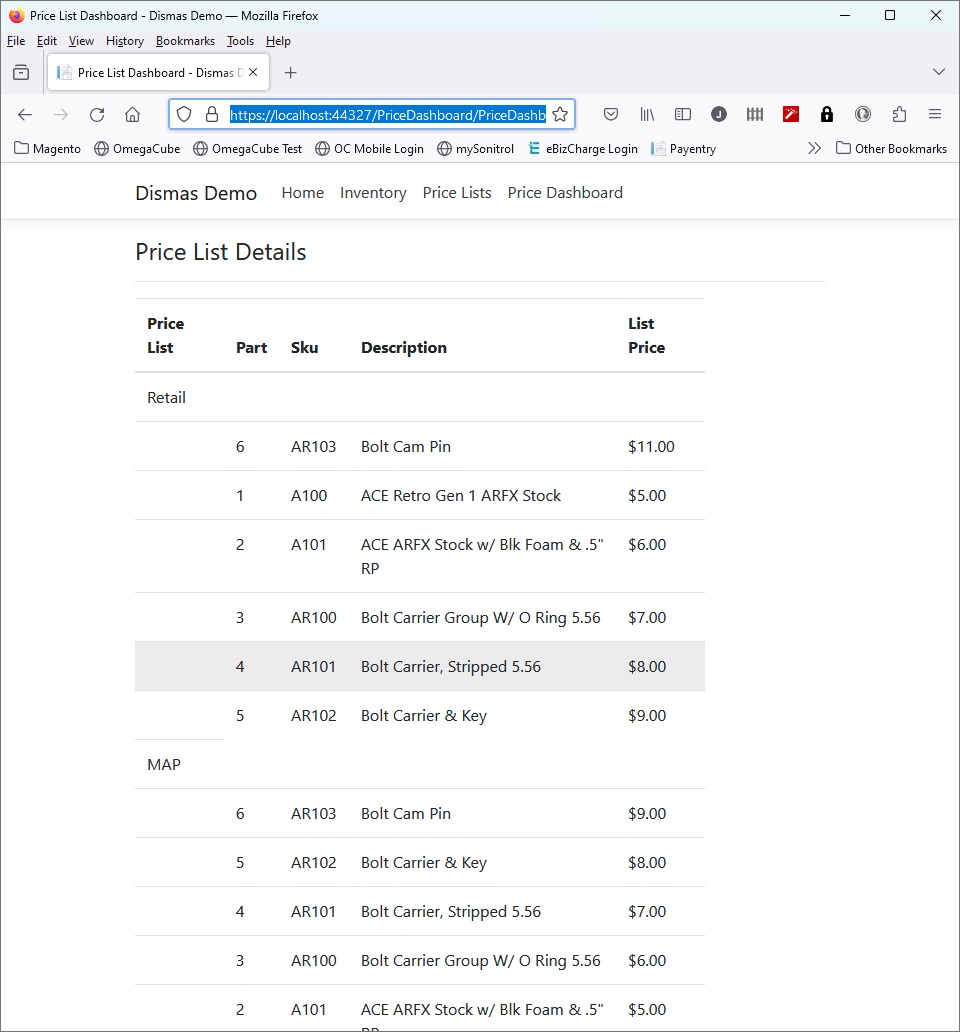 Price List Dashboard - Dismas Demo — Mozilla Firefox
File Edit View History Bookmarks Tools Help
Price List Dashboard - Dismas D
https://localhost:44327/PriceDashboard/PriceDashb
J
Magento OmegaCube OmegaCube Test OC Mobile Login mySonitrol eBizCharge Login Payentry Other Bookmarks
Dismas Demo Home Inventory Price Lists Price Dashboard
Price List Details
Price List Part Sku Description List Price
Retail
6 AR103 Bolt Cam Pin $11.00
1 A100 ACE Retro Gen 1 ARFX Stock $5.00
2 A101 ACE ARFX Stock w/ Blk Foam & .5" $6.00
RP
3 AR100 Bolt Carrier Group W/ O Ring 5.56 $7.00
4 AR101 Bolt Carrier, Stripped 5.56 $8.00
5 AR102 Bolt Carrier & Key $9.00
MAP
6 AR103 Bolt Cam Pin $9.00
5 AR102 Bolt Carrier & Key $8.00
4 AR101 Bolt Carrier, Stripped 5.56 $7.00
3 AR100 Bolt Carrier Group W/ O Ring 5.56 $6.00
2 A101 ACE ARFX Stock w/ Blk Foam & .5" $5.00